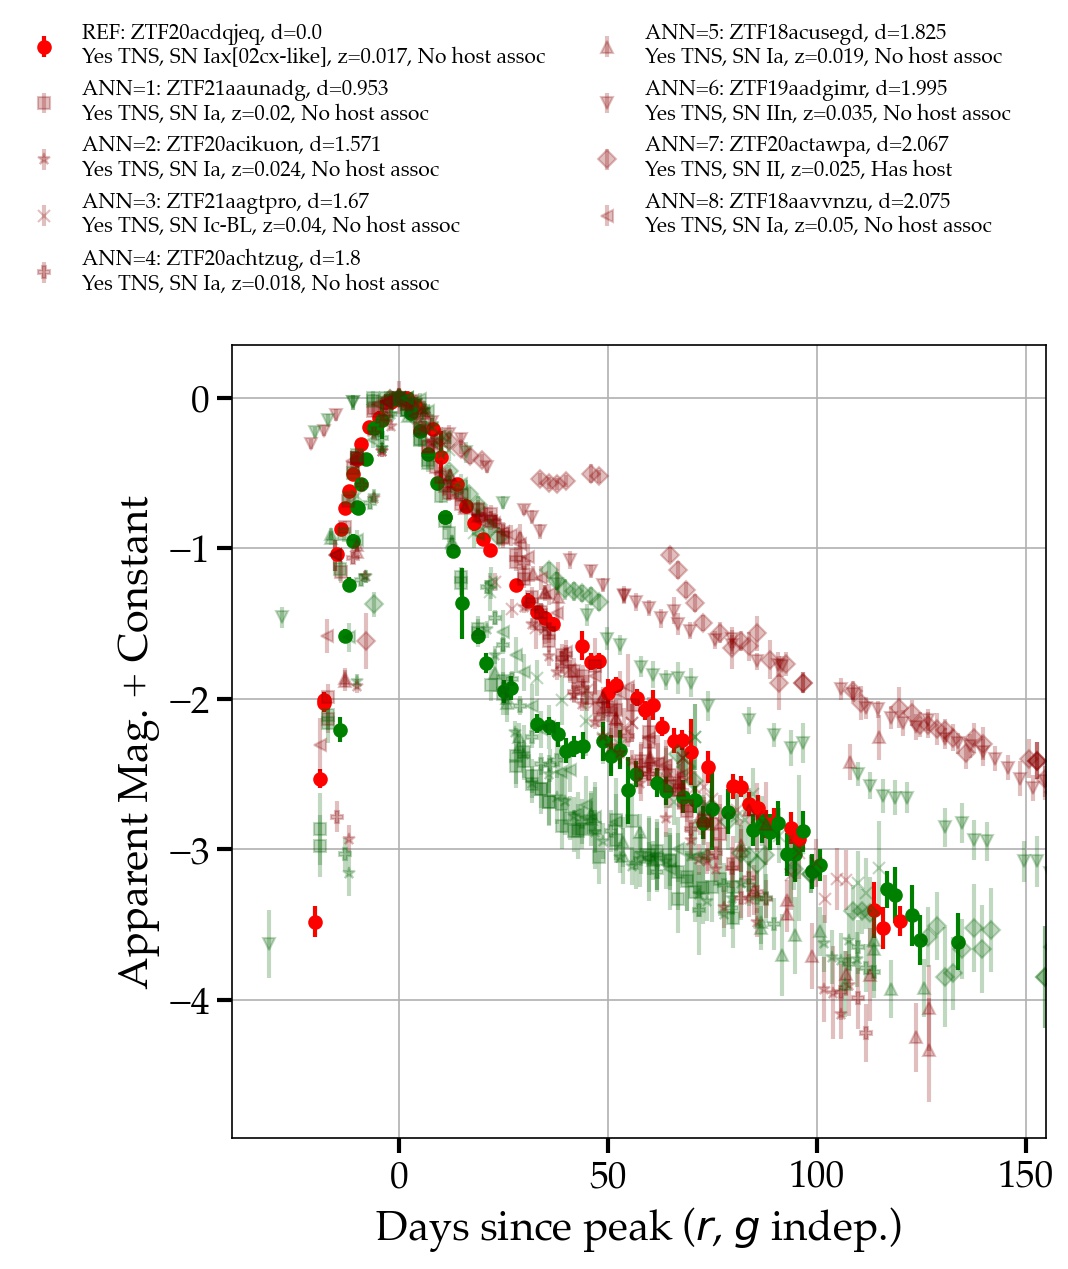 REF: ZTF20acdqjeq, d=0.0
Yes TNS, SN Iax[02cx-like], z=0.017, No host assoc
ANN=1: ZTF21aaunadg, d=0.953
Yes TNS, SN Ia, z=0.02, No host assoc
ANN=2: ZTF20acikuon, d=1.571
Yes TNS, SN Ia, z=0.024, No host assoc
ANN=3: ZTF21aagtpro, d=1.67
Yes TNS, SN Ic-BL, z=0.04, No host assoc
ANN=4: ZTF20achtzug, d=1.8
Yes TNS, SN Ia, z=0.018, No host assoc
ANN=5: ZTF18acusegd, d=1.825
Yes TNS, SN Ia, z=0.019, No host assoc
ANN=6: ZTF19aadgimr, d=1.995
Yes TNS, SN IIn, z=0.035, No host assoc
ANN=7: ZTF20actawpa, d=2.067
Yes TNS, SN II, z=0.025, Has host
ANN=8: ZTF18aavvnzu, d=2.075
Yes TNS, SN Ia, z=0.05, No host assoc
Apparent Mag. + Constant
0
−1
−2
−3
−4
0
50
100
150
Days since peak (r, g indep.)